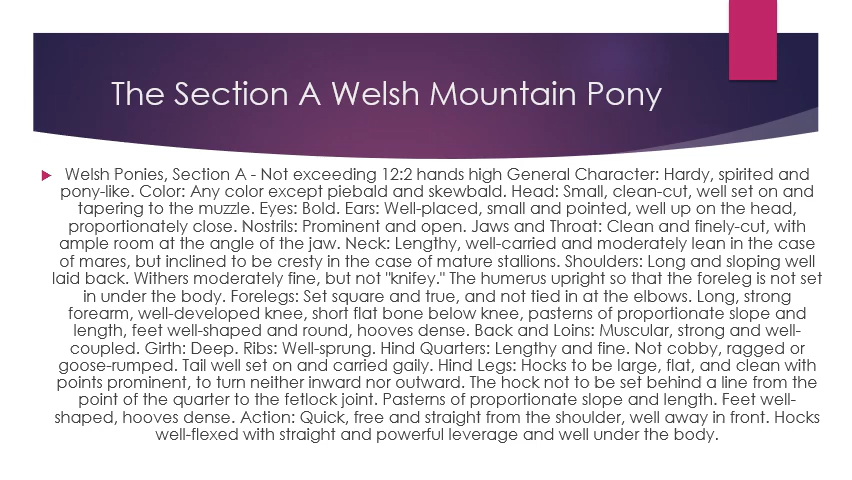 The Section A Welsh Mountain Pony
Welsh Ponies, Section A - Not exceeding 12:2 hands high General Character: Hardy, spirited and
pony-like. Color: Any color except piebald and skewbald. Head: Small, clean-cut, well set on and
tapering to the muzzle. Eyes: Bold. Ears: Well-placed, small and pointed, well up on the head,
proportionately close. Nostrils: Prominent and open. Jaws and Throat: Clean and finely-cut, with
ample room at the angle of the jaw. Neck: Lengthy, well-carried and moderately lean in the case
of mares, but inclined to be cresty in the case of mature stallions. Shoulders: Long and sloping well
laid back. Withers moderately fine, but not "knifey." The humerus upright so that the foreleg is not set
in under the body. Forelegs: Set square and true, and not tied in at the elbows. Long, strong
forearm, well-developed knee, short flat bone below knee, pasterns of proportionate slope and
length, feet well-shaped and round, hooves dense. Back and Loins: Muscular, strong and well-
coupled. Girth: Deep. Ribs: Well-sprung. Hind Quarters: Lengthy and fine. Not cobby, ragged or
goose-rumped. Tail well set on and carried gaily. Hind Legs: Hocks to be large, flat, and clean with
points prominent, to turn neither inward nor outward. The hock not to be set behind a line from the
point of the quarter to the fetlock joint. Pasterns of proportionate slope and length. Feet well-
shaped, hooves dense. Action: Quick, free and straight from the shoulder, well away in front. Hocks
well-flexed with straight and powerful leverage and well under the body.